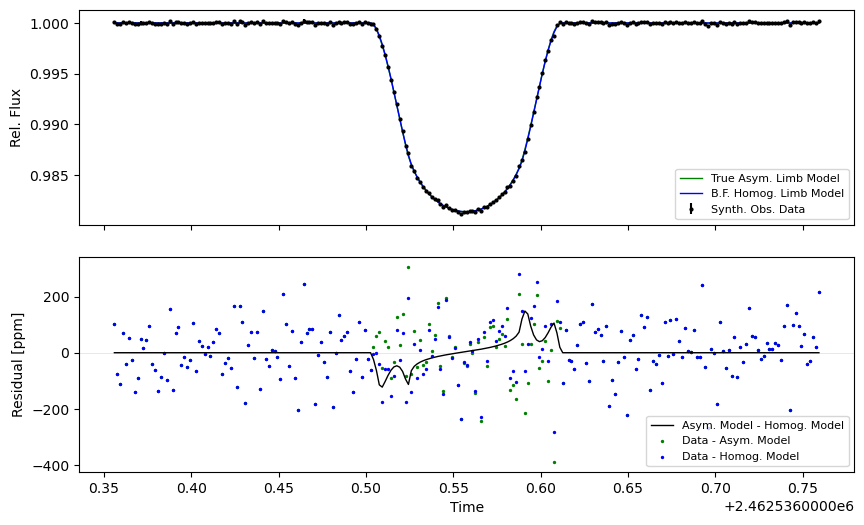 1.000
0.995
0.990
0.985
Rel. Flux
True Asym. Limb Model
B.F. Homog. Limb Model
Synth. Obs. Data
200
0
−200
−400
Residual [ppm]
Asym. Model - Homog. Model
Data - Asym. Model
Data - Homog. Model
0.35 0.40 0.45 0.50 0.55 0.60 0.65 0.70 0.75
Time
+2.4625360000e6